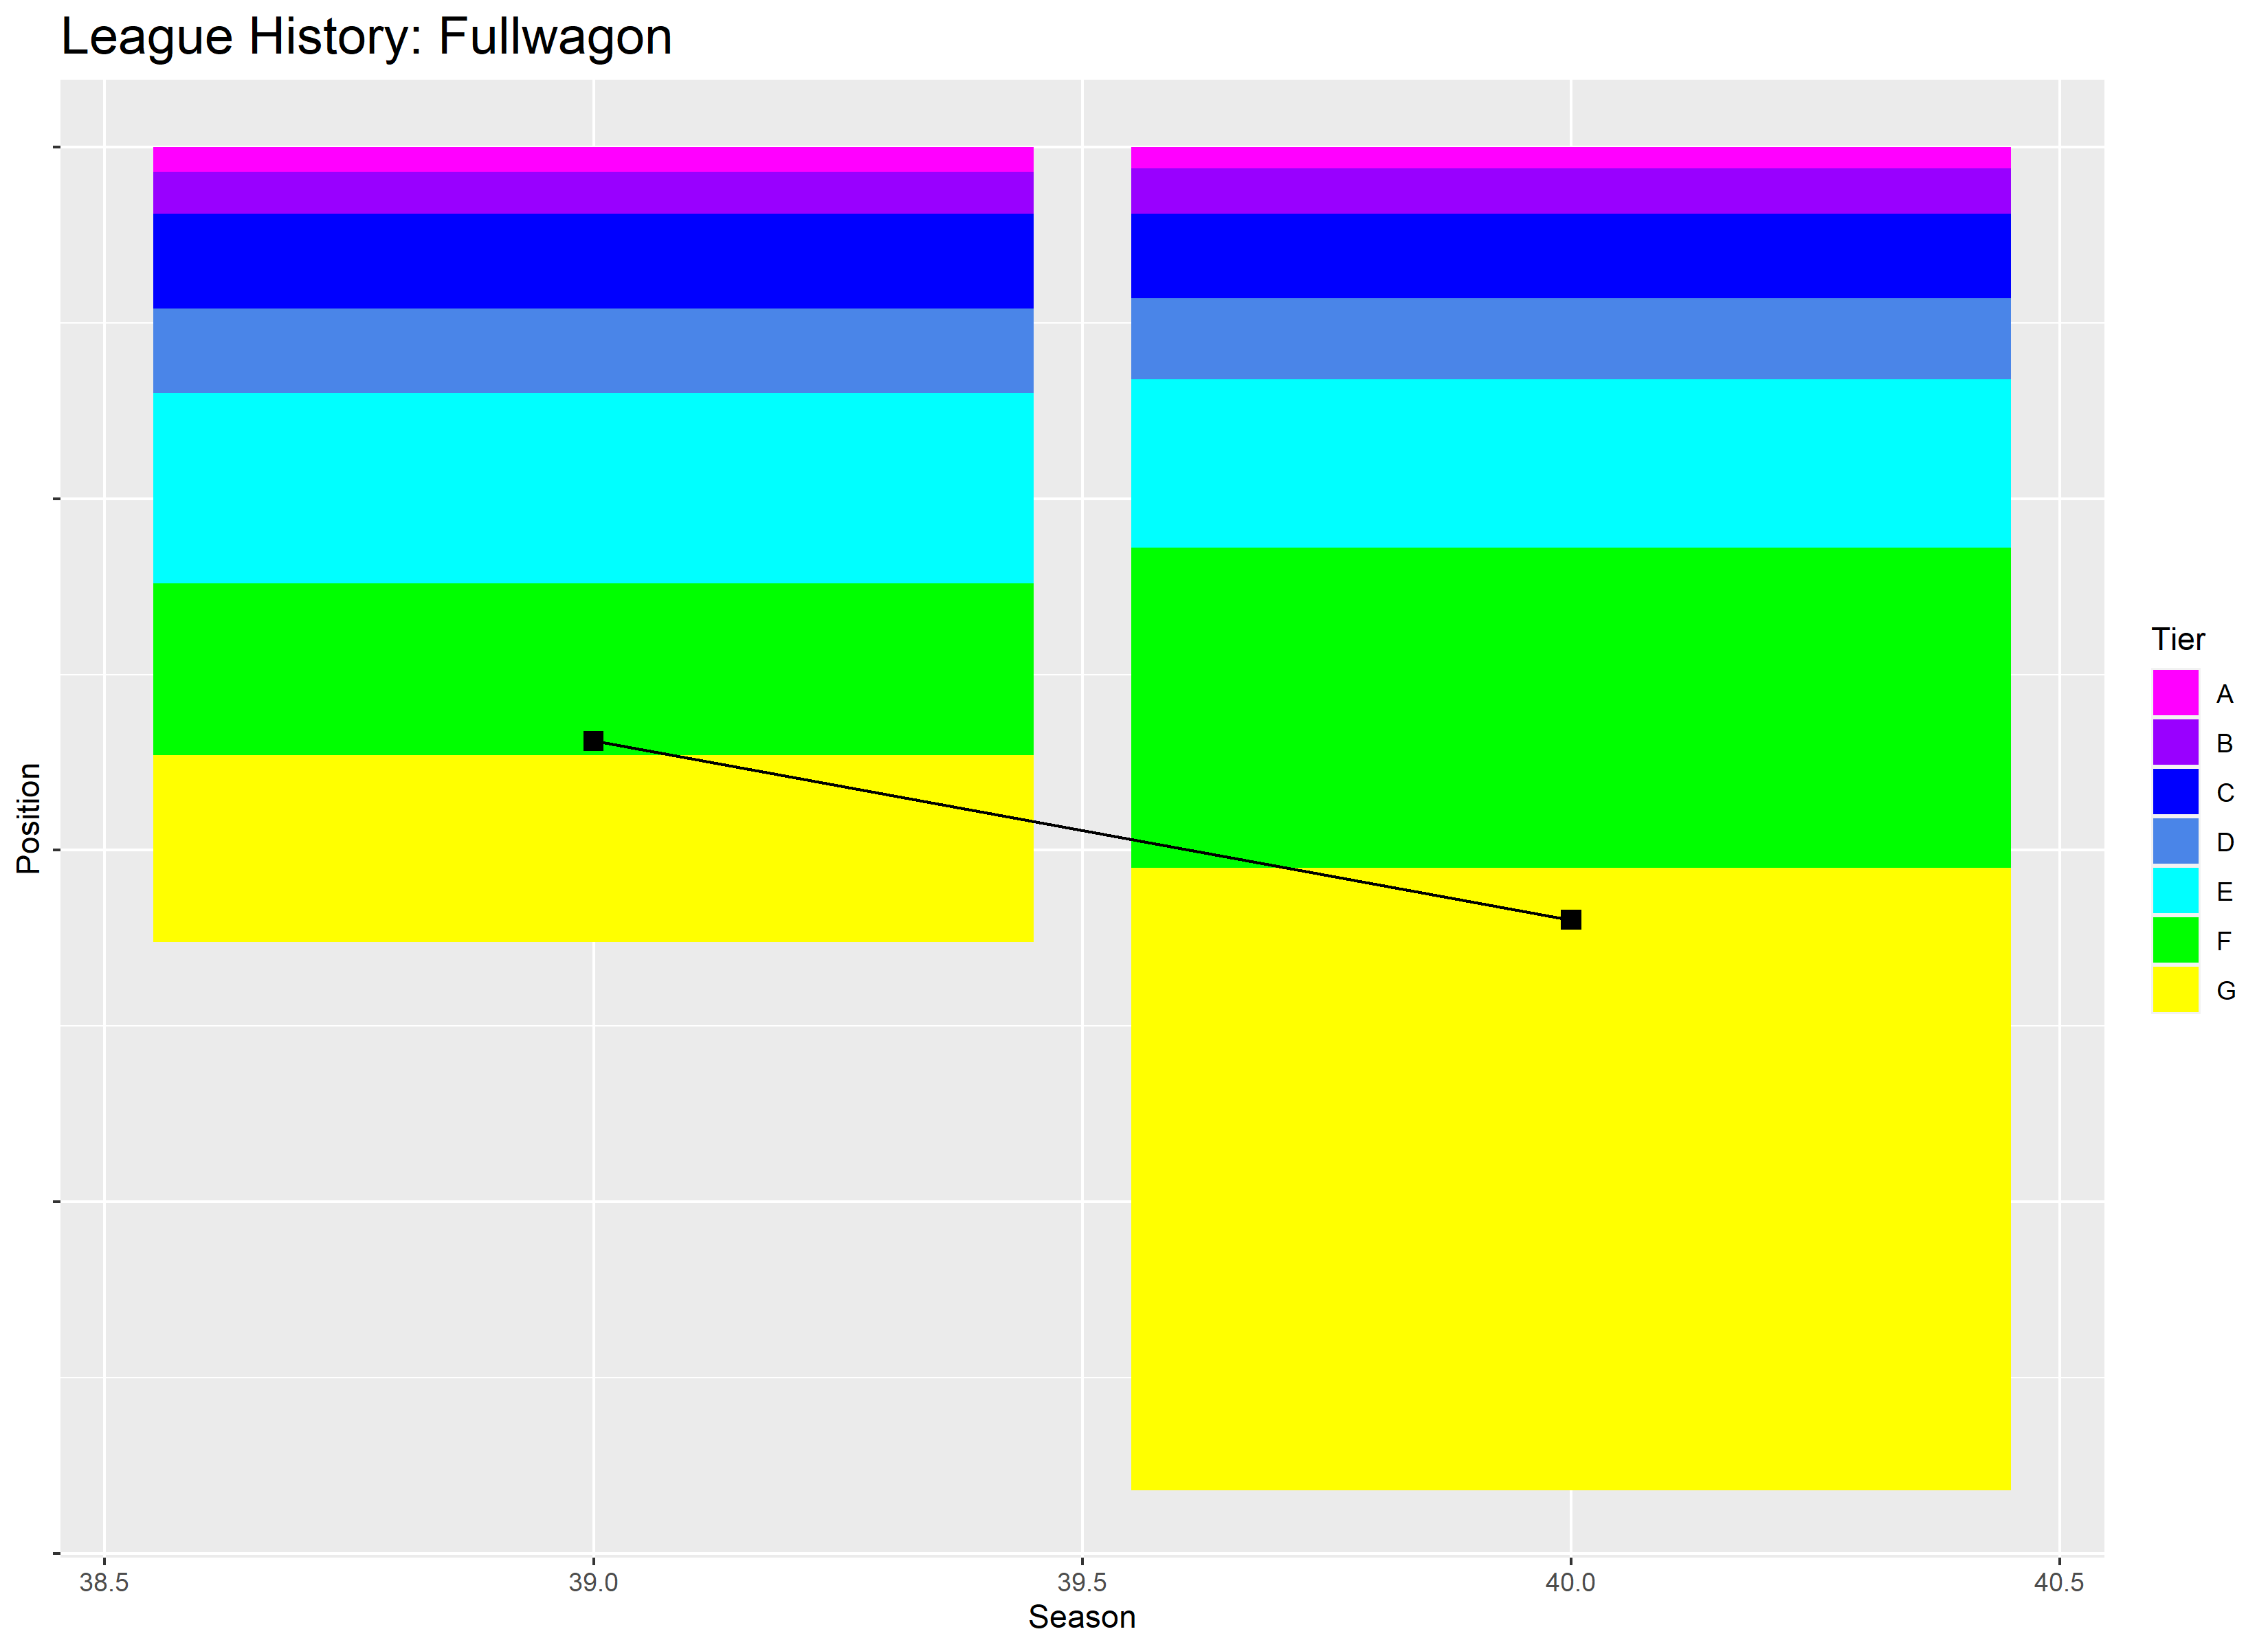 League History: Fullwagon
Position
Tier
A
B
C
D
E
F
G
38.5
39.0
39.5
40.0
40.5
Season